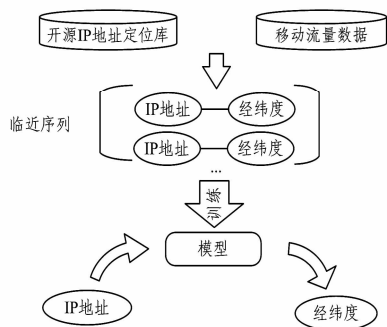 开源IP地址定位库
移动流量数据
IP地址 经纬度
临近序列
IP地址 经纬度
...
训练
模型
IP地址
经纬度